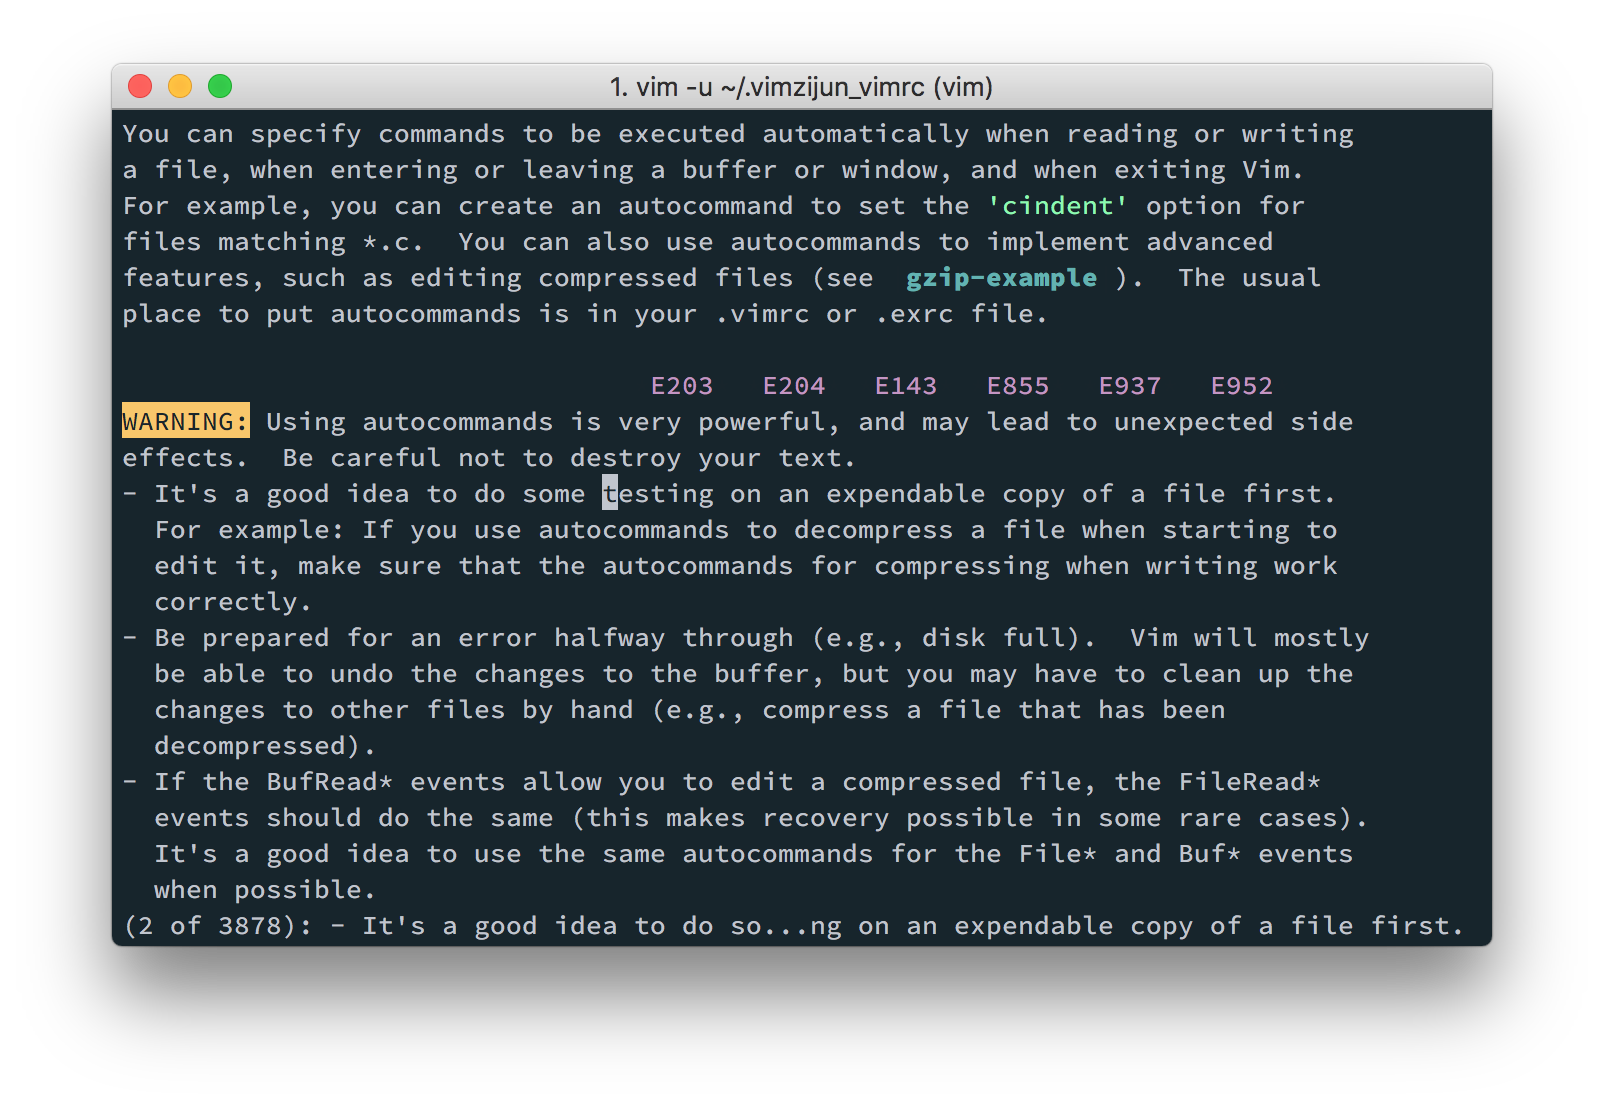 1. vim -u ~/.vimzijun_vimrc (vim)
You can specify commands to be executed automatically when reading or writing
a file, when entering or leaving a buffer or window, and when exiting Vim.
For example, you can create an autocommand to set the 'cindent' option for
files matching *.c.  You can also use autocommands to implement advanced
features, such as editing compressed files (see  gzip-example ).  The usual
place to put autocommands is in your .vimrc or .exrc file.
E203   E204   E143   E855   E937   E952
WARNING: Using autocommands is very powerful, and may lead to unexpected side
effects.  Be careful not to destroy your text.
- It's a good idea to do some testing on an expendable copy of a file first.
  For example: If you use autocommands to decompress a file when starting to
  edit it, make sure that the autocommands for compressing when writing work
  correctly.
- Be prepared for an error halfway through (e.g., disk full).  Vim will mostly
  be able to undo the changes to the buffer, but you may have to clean up the
  changes to other files by hand (e.g., compress a file that has been
  decompressed).
- If the BufRead* events allow you to edit a compressed file, the FileRead*
  events should do the same (this makes recovery possible in some rare cases).
  It's a good idea to use the same autocommands for the File* and Buf* events
  when possible.
(2 of 3878): - It's a good idea to do so...ng on an expendable copy of a file first.